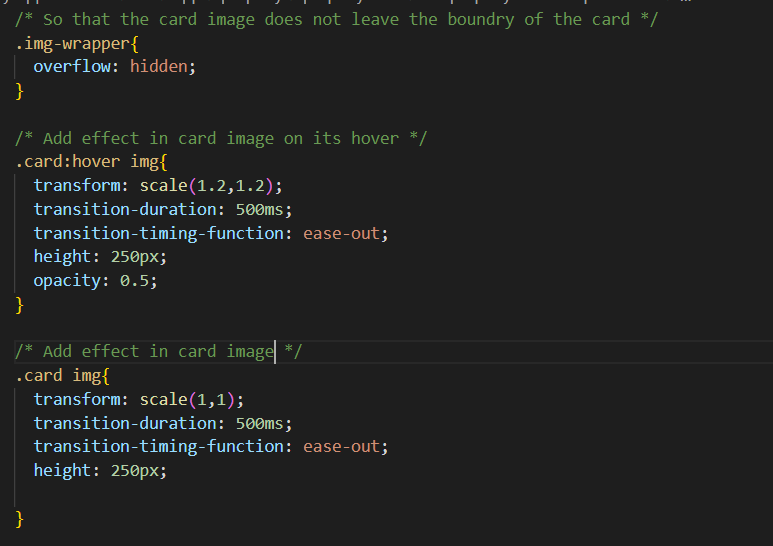 /* So that the card image does not leave the boundry of the card */
.img-wrapper{
overflow: hidden;
}
/* Add effect in card image on its hover */
.card:hover img{
transform: scale(1.2,1.2);
transition-duration: 500ms;
transition-timing-function: ease-out;
height: 250px;
opacity: 0.5;
}
/* Add effect in card image */
.card img{
transform: scale(1,1);
transition-duration: 500ms;
transition-timing-function: ease-out;
height: 250px;
}